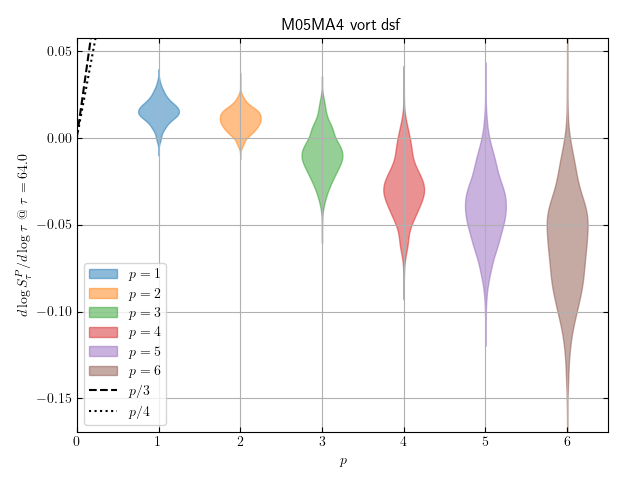 M05MA4 vort dsf
d log S_τ^P / d log τ @ τ = 64.0
0.05
0.00
−0.05
−0.10
−0.15
p = 1
p = 2
p = 3
p = 4
p = 5
p = 6
p/3
p/4
0 1 2 3 4 5 6
p